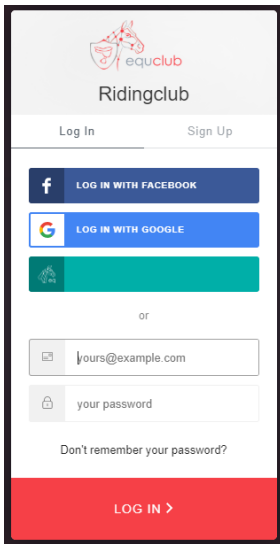 equclub
Ridingclub
Log In
Sign Up
f
LOG IN WITH FACEBOOK
G
LOG IN WITH GOOGLE
eq
or
yours@example.com
your password
Don't remember your password?
LOG IN >